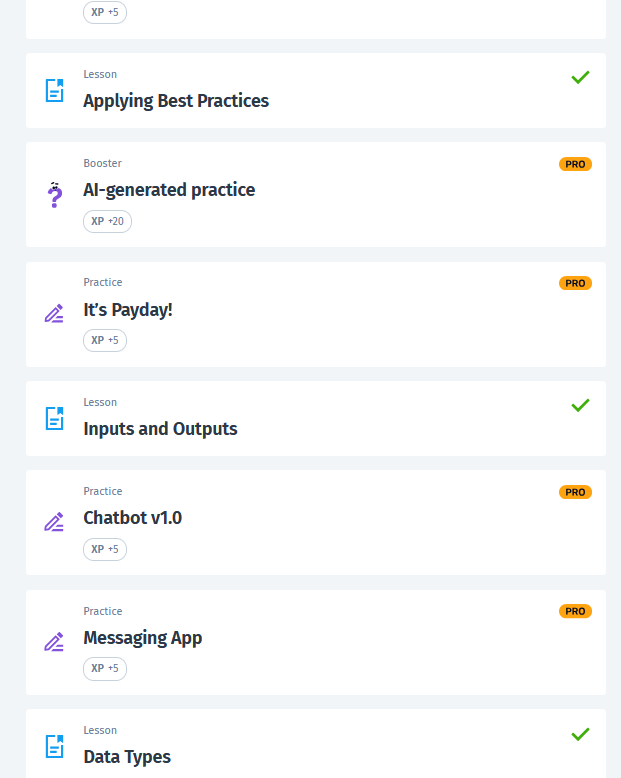 XP +5
Lesson
Applying Best Practices
Booster
PRO
AI-generated practice
XP +20
Practice
PRO
It's Payday!
XP +5
Lesson
Inputs and Outputs
Practice
PRO
Chatbot v1.0
XP +5
Practice
PRO
Messaging App
XP +5
Lesson
Data Types